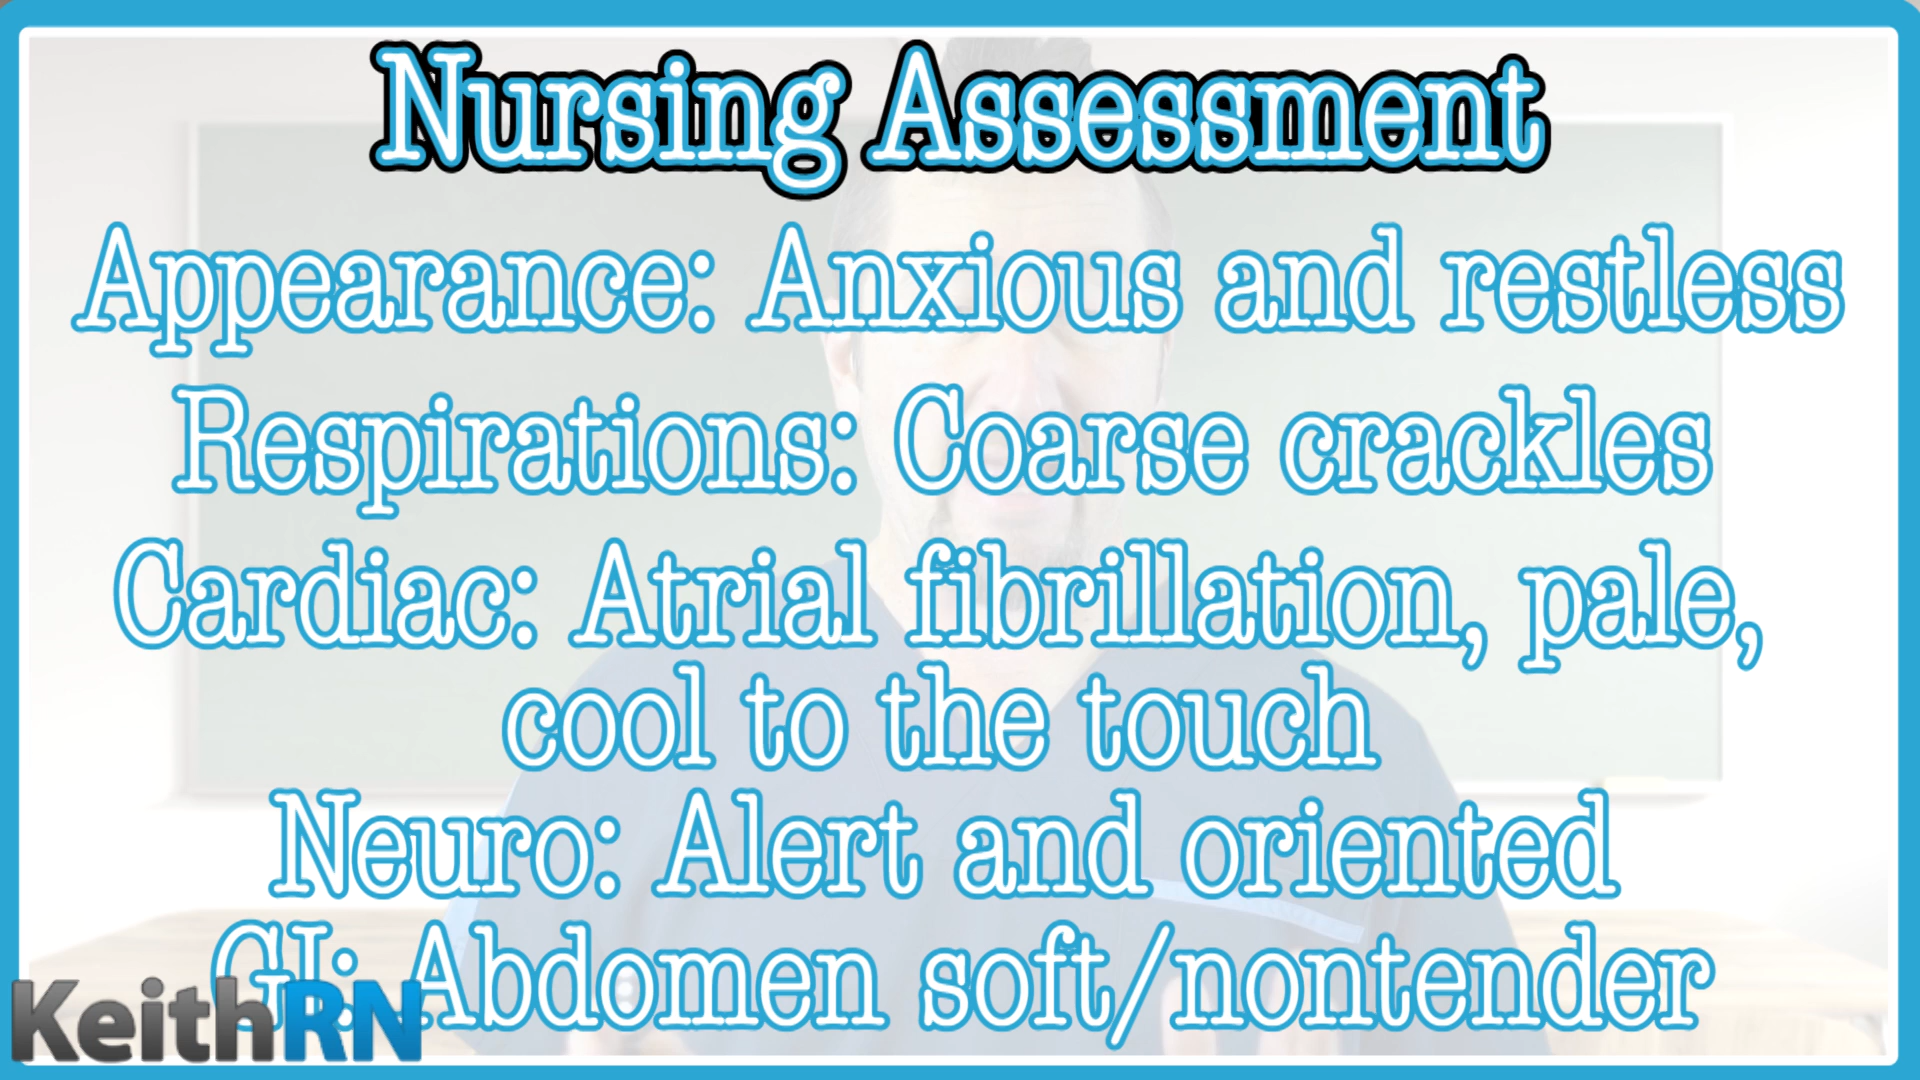 Nursing Assessment
Appearance: Anxious and restless
Respirations: Coarse crackles
Cardiac: Atrial fibrillation, pale,
cool to the touch
Neuro: Alert and oriented
GI: Abdomen soft/nontender
KeithRN